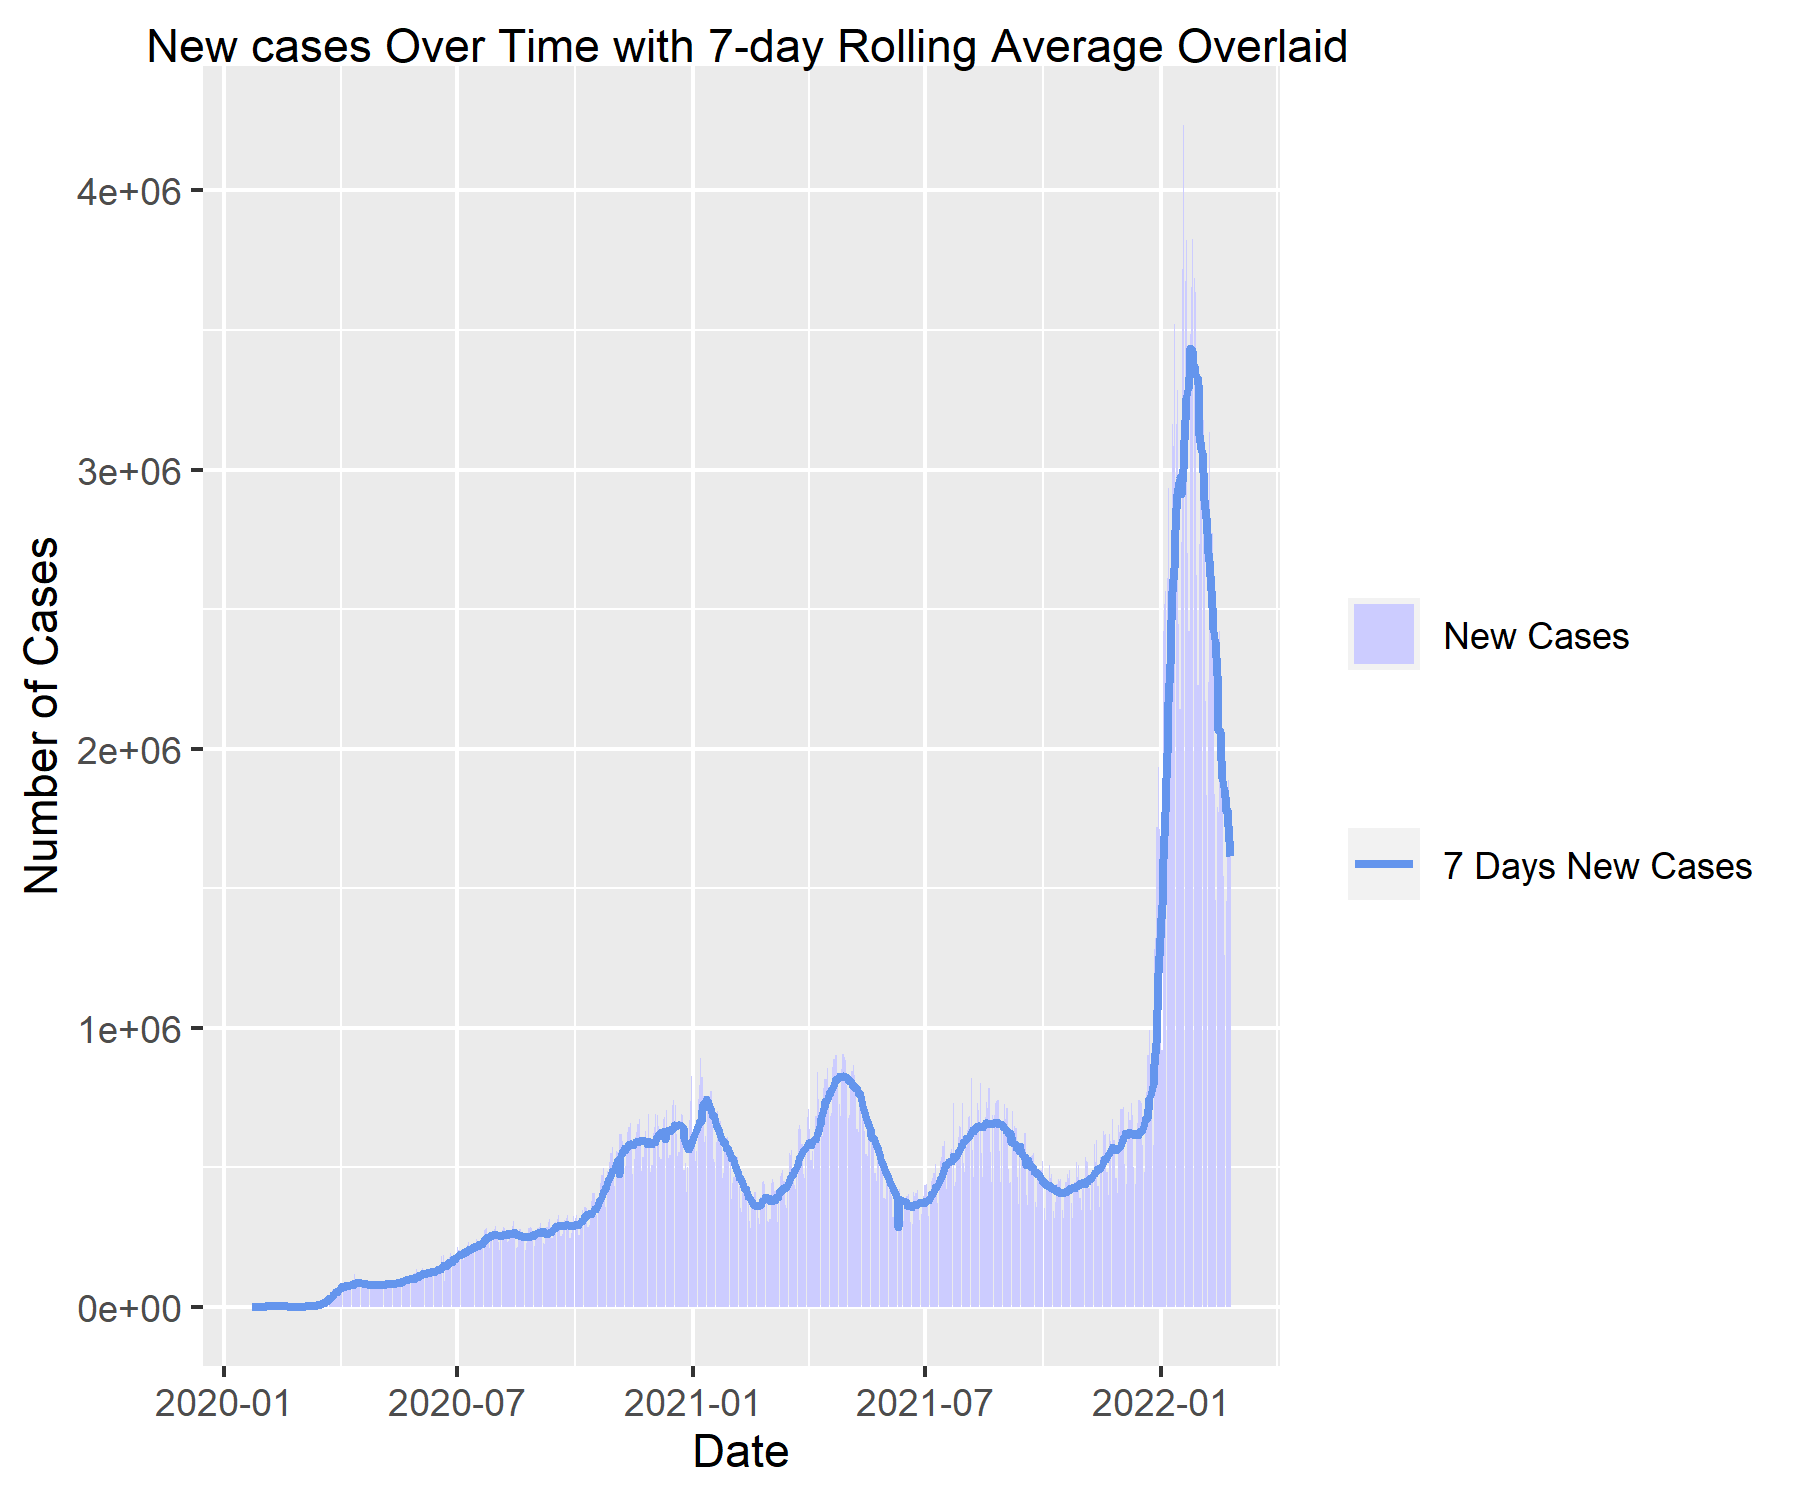 New cases Over Time with 7-day Rolling Average Overlaid
Number of Cases
4e+06
3e+06
2e+06
1e+06
0e+00
2020-01
2020-07
2021-01
2021-07
2022-01
Date
New Cases
7 Days New Cases